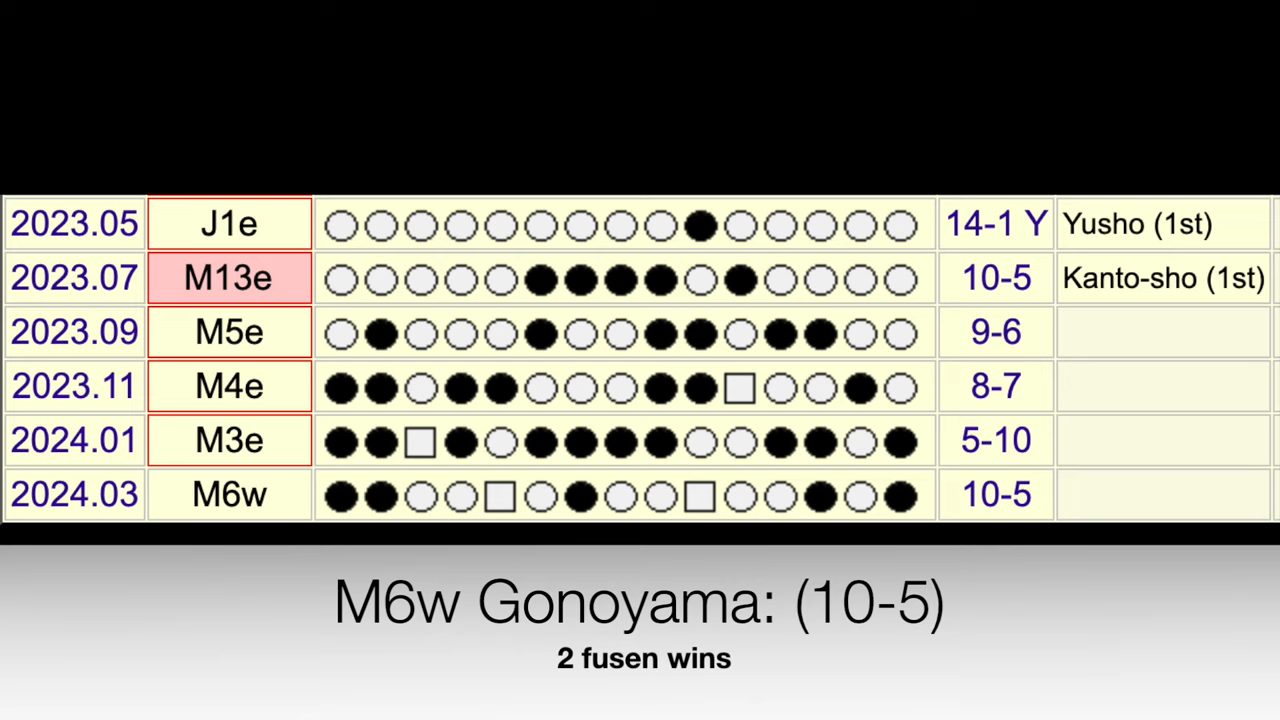 2023.05 J1e 14-1 Y Yusho (1st)
2023.07 M13e 10-5 Kanto-sho (1st)
2023.09 M5e 9-6
2023.11 M4e 8-7
2024.01 M3e 5-10
2024.03 M6w 10-5
M6w Gonoyama: (10-5)
2 fusen wins